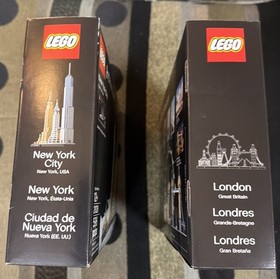 LEGO
New York
City
New York, USA
New York
New York, État-Unis
Ciudad de
Nueva York
Nueva York (EE. UU.)
LEGO
London
Great Britain
Londres
Grande-Bretagne
Londres
Gran Bretaña